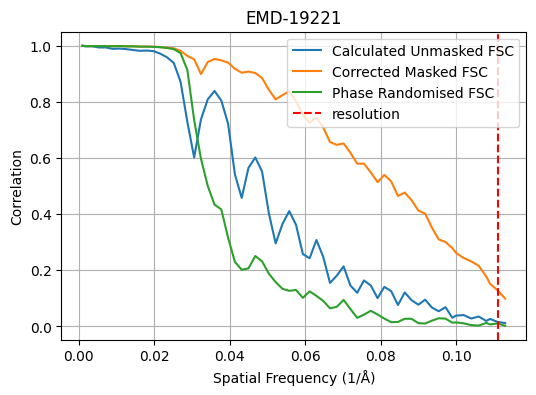 EMD-19221
1.0
0.8
0.6
0.4
0.2
0.0
Correlation
Calculated Unmasked FSC
Corrected Masked FSC
Phase Randomised FSC
resolution
0.00 0.02 0.04 0.06 0.08 0.10
Spatial Frequency (1/Å)